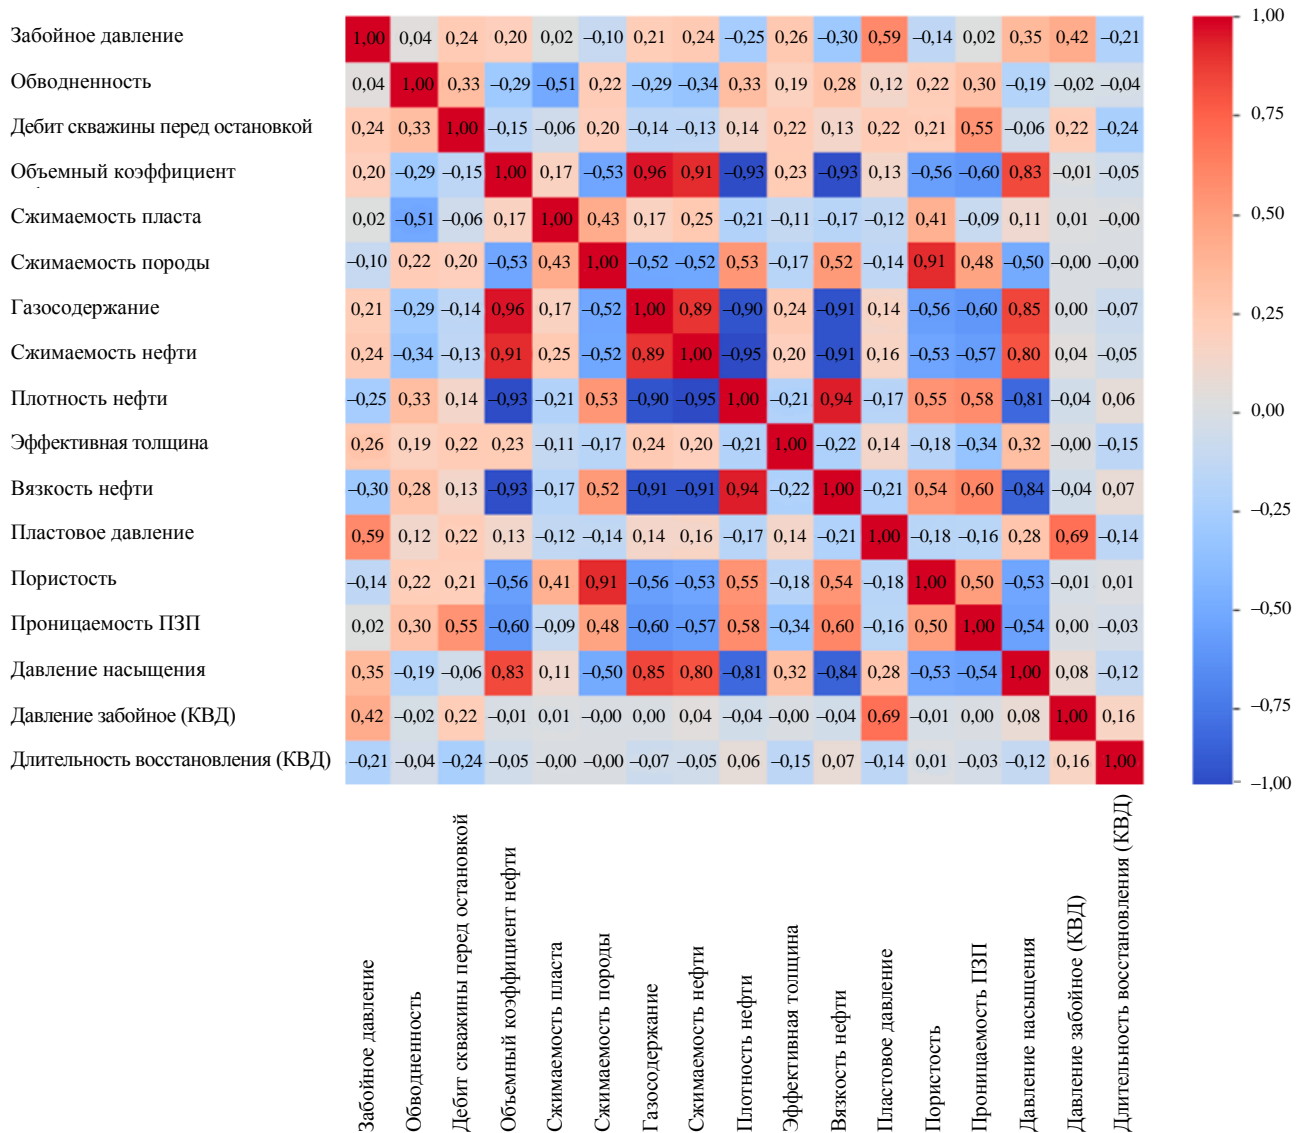 Забойное давление 1,00 0,04 0,24 0,20 0,02 –0,10 0,21 0,24 –0,25 0,26 –0,30 0,59 –0,14 0,02 0,35 0,42 –0,21
Обводненность 0,04 1,00 0,33 –0,29 –0,51 0,22 –0,29 –0,34 0,33 0,19 0,28 0,12 0,22 0,30 –0,19 –0,02 –0,04
Дебит скважины перед остановкой 0,24 0,33 1,00 –0,15 –0,06 0,20 –0,14 –0,13 0,14 0,22 0,13 0,22 0,21 0,55 –0,06 0,22 –0,24
Объемный коэффициент 0,20 –0,29 –0,15 1,00 0,17 –0,53 0,96 0,91 –0,93 0,23 –0,93 0,13 –0,56 –0,60 0,83 –0,01 –0,05
Сжимаемость пласта 0,02 –0,51 –0,06 0,17 1,00 0,43 0,17 0,25 –0,21 –0,11 –0,17 –0,12 0,41 –0,09 0,11 0,01 –0,00
Сжимаемость породы –0,10 0,22 0,20 –0,53 0,43 1,00 –0,52 –0,52 0,53 –0,17 0,52 –0,14 0,91 0,48 –0,50 –0,00 –0,00
Газосодержание 0,21 –0,29 –0,14 0,96 0,17 –0,52 1,00 0,89 –0,90 0,24 –0,91 0,14 –0,56 –0,60 0,85 0,00 –0,07
Сжимаемость нефти 0,24 –0,34 –0,13 0,91 0,25 –0,52 0,89 1,00 –0,95 0,20 –0,91 0,16 –0,53 –0,57 0,80 0,04 –0,05
Плотность нефти –0,25 0,33 0,14 –0,93 –0,21 0,53 –0,90 –0,95 1,00 –0,21 0,94 –0,17 0,55 0,58 –0,81 –0,04 0,06
Эффективная толщина 0,26 0,19 0,22 0,23 –0,11 –0,17 0,24 0,20 –0,21 1,00 –0,22 0,14 –0,18 –0,34 0,32 –0,00 –0,15
Вязкость нефти –0,30 0,28 0,13 –0,93 –0,17 0,52 –0,91 –0,91 0,94 –0,22 1,00 –0,21 0,54 0,60 –0,84 –0,04 0,07
Пластовое давление 0,59 0,12 0,22 0,13 –0,12 –0,14 0,14 0,16 –0,17 0,14 –0,21 1,00 –0,18 –0,16 0,28 0,69 –0,14
Пористость –0,14 0,22 0,21 –0,56 0,41 0,91 –0,56 –0,53 0,55 –0,18 0,54 –0,18 1,00 0,50 –0,53 –0,01 0,01
Проницаемость ПЗП 0,02 0,30 0,55 –0,60 –0,09 0,48 –0,60 –0,57 0,58 –0,34 0,60 –0,16 0,50 1,00 –0,54 0,00 –0,03
Давление насыщения 0,35 –0,19 –0,06 0,83 0,11 –0,50 0,85 0,80 –0,81 0,32 –0,84 0,28 –0,53 –0,54 1,00 0,08 –0,12
Давление забойное (КВД) 0,42 –0,02 0,22 –0,01 0,01 –0,00 0,00 0,04 –0,04 –0,00 –0,04 0,69 –0,01 0,00 0,08 1,00 0,16
Длительность восстановления (КВД) –0,21 –0,04 –0,24 –0,05 –0,00 –0,00 –0,07 –0,05 0,06 –0,15 0,07 –0,14 0,01 –0,03 –0,12 0,16 1,00
Забойное давление
Обводненность
Дебит скважины перед остановкой
Объемный коэффициент нефти
Сжимаемость пласта
Сжимаемость породы
Газосодержание
Сжимаемость нефти
Плотность нефти
Эффективная толщина
Вязкость нефти
Пластовое давление
Пористость
Проницаемость ПЗП
Давление насыщения
Давление забойное (КВД)
Длительность восстановления (КВД)
1,00
0,75
0,50
0,25
0,00
–0,25
–0,50
–0,75
–1,00